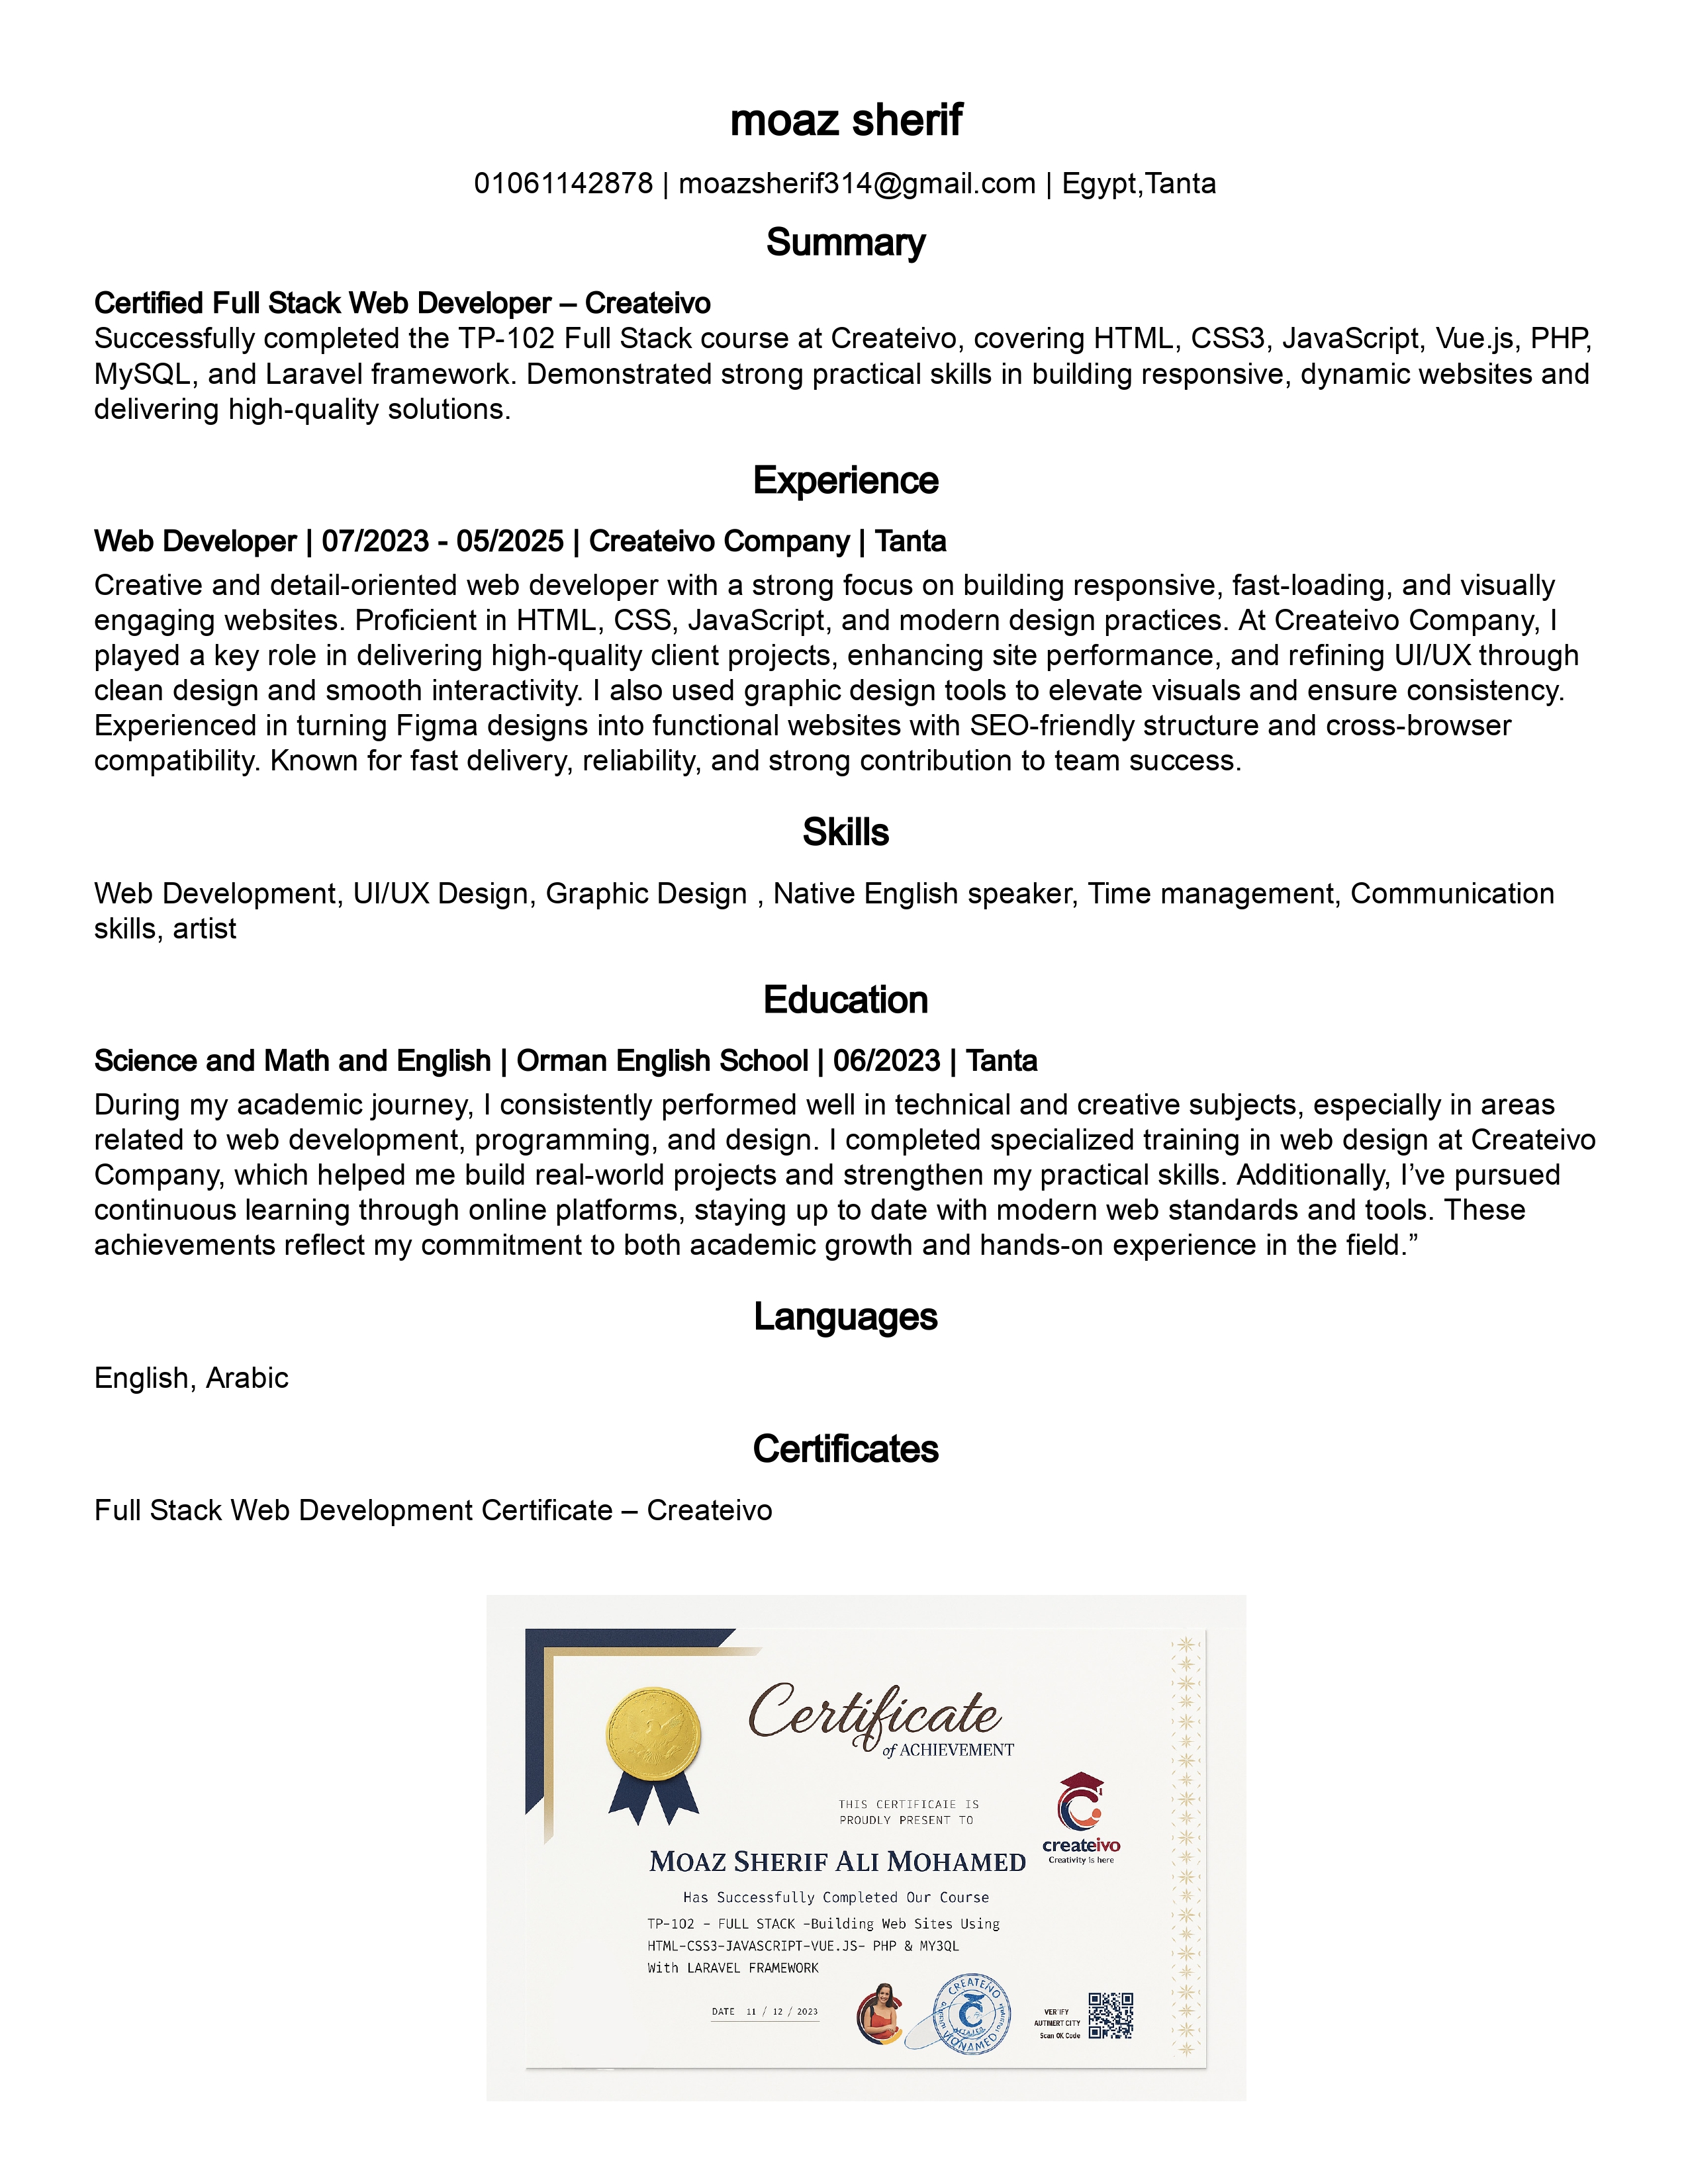 moaz sherif
01061142878 | moazsherif314@gmail.com | Egypt,Tanta
Summary
Certified Full Stack Web Developer – Createivo
Successfully completed the TP-102 Full Stack course at Createivo, covering HTML, CSS3, JavaScript, Vue.js, PHP,
MySQL, and Laravel framework. Demonstrated strong practical skills in building responsive, dynamic websites and
delivering high-quality solutions.
Experience
Web Developer | 07/2023 - 05/2025 | Createivo Company | Tanta
Creative and detail-oriented web developer with a strong focus on building responsive, fast-loading, and visually
engaging websites. Proficient in HTML, CSS, JavaScript, and modern design practices. At Createivo Company, I
played a key role in delivering high-quality client projects, enhancing site performance, and refining UI/UX through
clean design and smooth interactivity. I also used graphic design tools to elevate visuals and ensure consistency.
Experienced in turning Figma designs into functional websites with SEO-friendly structure and cross-browser
compatibility. Known for fast delivery, reliability, and strong contribution to team success.
Skills
Web Development, UI/UX Design, Graphic Design , Native English speaker, Time management, Communication
skills, artist
Education
Science and Math and English | Orman English School | 06/2023 | Tanta
During my academic journey, I consistently performed well in technical and creative subjects, especially in areas
related to web development, programming, and design. I completed specialized training in web design at Createivo
Company, which helped me build real-world projects and strengthen my practical skills. Additionally, I’ve pursued
continuous learning through online platforms, staying up to date with modern web standards and tools. These
achievements reflect my commitment to both academic growth and hands-on experience in the field.”
Languages
English, Arabic
Certificates
Full Stack Web Development Certificate – Createivo
Certificate
of ACHIEVEMENT
THIS CERTIFICAIE IS
PROUDLY PRESENT TO
createivo
Creativity is here
MOAZ SHERIF ALI MOHAMED
Has Successfully Completed Our Course
TP-102 - FULL STACK -Building Web Sites Using
HTML-CSS3-JAVASCRIPT-VUE.JS- PHP & MY3QL
With LARAVEL FRAMEWORK
DATE 11 / 12 / 2023
VERIFY
AUTINERT CITY
Scan OK Code